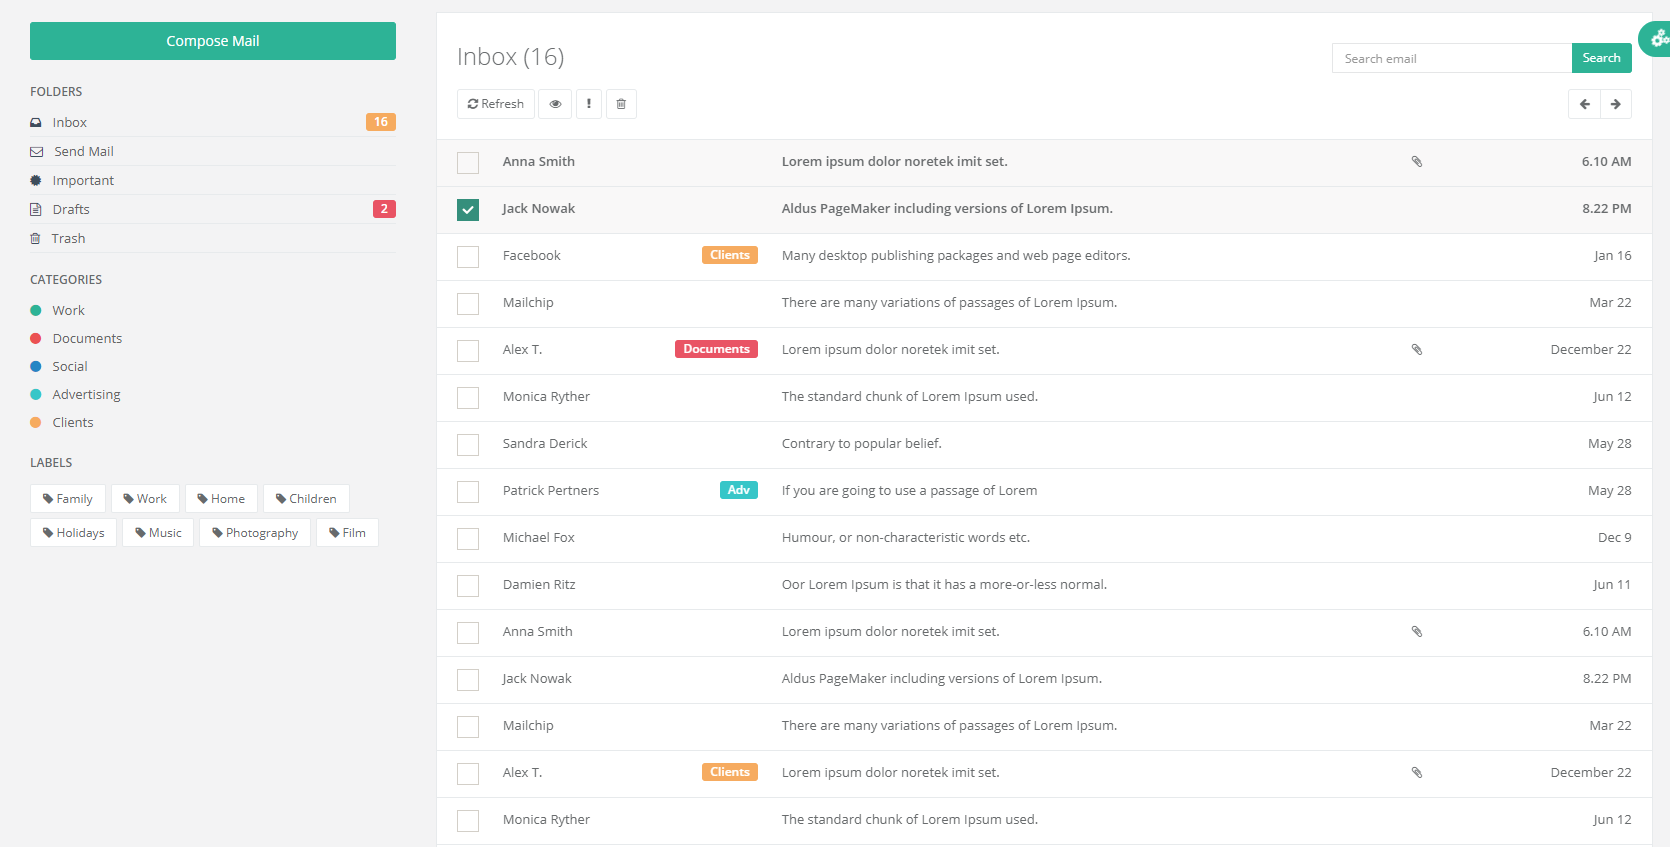 Compose Mail
FOLDERS
Inbox 16
Send Mail
Important
Drafts 2
Trash
CATEGORIES
Work
Documents
Social
Advertising
Clients
LABELS
Family Work Home Children
Holidays Music Photography Film
Inbox (16)
Search email Search
Refresh !
Anna Smith Lorem ipsum dolor noretek imit set. 6.10 AM
Jack Nowak Aldus PageMaker including versions of Lorem Ipsum. 8.22 PM
Facebook Clients Many desktop publishing packages and web page editors. Jan 16
Mailchip There are many variations of passages of Lorem Ipsum. Mar 22
Alex T. Documents Lorem ipsum dolor noretek imit set. December 22
Monica Ryther The standard chunk of Lorem Ipsum used. Jun 12
Sandra Derick Contrary to popular belief. May 28
Patrick Pertners Adv If you are going to use a passage of Lorem May 28
Michael Fox Humour, or non-characteristic words etc. Dec 9
Damien Ritz Oor Lorem Ipsum is that it has a more-or-less normal. Jun 11
Anna Smith Lorem ipsum dolor noretek imit set. 6.10 AM
Jack Nowak Aldus PageMaker including versions of Lorem Ipsum. 8.22 PM
Mailchip There are many variations of passages of Lorem Ipsum. Mar 22
Alex T. Clients Lorem ipsum dolor noretek imit set. December 22
Monica Ryther The standard chunk of Lorem Ipsum used. Jun 12